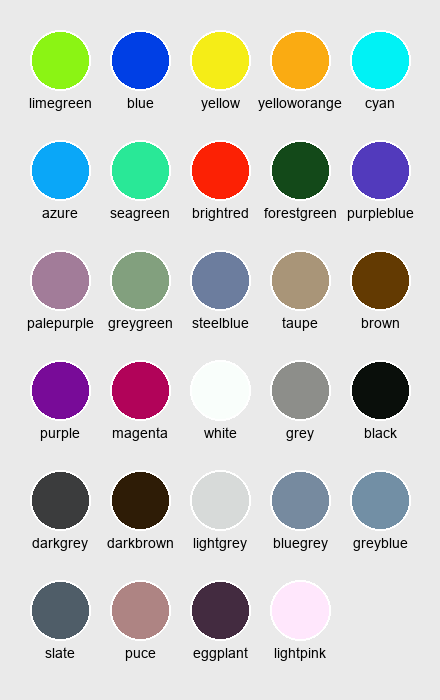 limegreen blue yellow yelloworange cyan
azure seagreen brightred forestgreen purpleblue
palepurple greygreen steelblue taupe brown
purple magenta white grey black
darkgrey darkbrown lightgrey bluegrey greyblue
slate puce eggplant lightpink